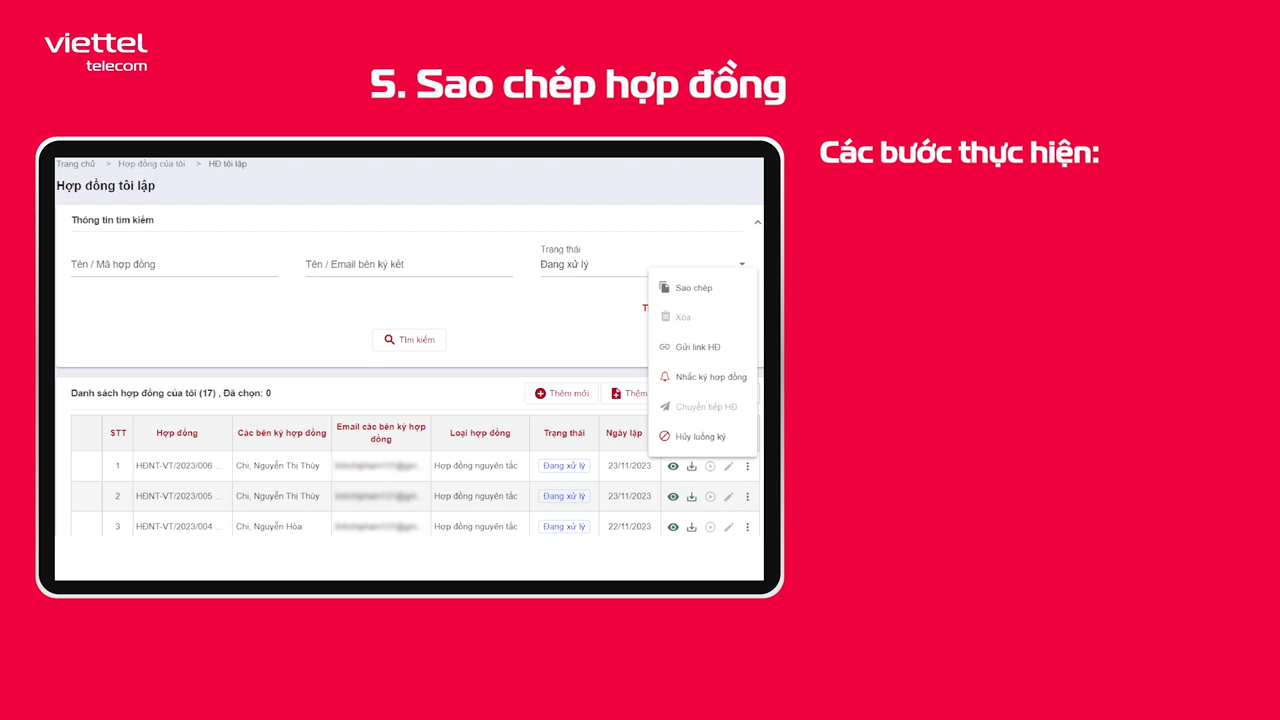 viettel
telecom
5. Sao chép hợp đồng
Các bước thực hiện:
Trang chủ > Hợp đồng của tôi > HĐ tôi lập
Hợp đồng tôi lập
Thông tin tìm kiếm
Tên / Mã hợp đồng
Tên / Email bên ký kết
Trạng thái
Đang xử lý
Sao chép
Xóa
Gửi link HĐ
Nhắc ký hợp đồng
Chuyển tiếp HĐ
Hủy luồng ký
Tìm kiếm
Danh sách hợp đồng của tôi (17) , Đã chọn: 0
Thêm mới
Thêm
STT Hợp đồng Các bên ký hợp đồng Email các bên ký hợp đồng Loại hợp đồng Trạng thái Ngày lập
1 HĐNT-VT/2023/006 ... Chi, Nguyễn Thị Thùy Hợp đồng nguyên tắc Đang xử lý 23/11/2023
2 HĐNT-VT/2023/005 ... Chi, Nguyễn Thị Thùy Hợp đồng nguyên tắc Đang xử lý 23/11/2023
3 HĐNT-VT/2023/004 ... Chi, Nguyễn Hòa Hợp đồng nguyên tắc Đang xử lý 22/11/2023